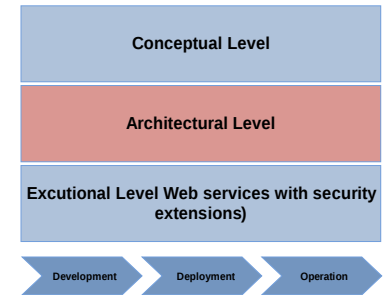 Conceptual Level
Architectural Level
Excutional Level Web services with security
extensions)
Development Deployment Operation